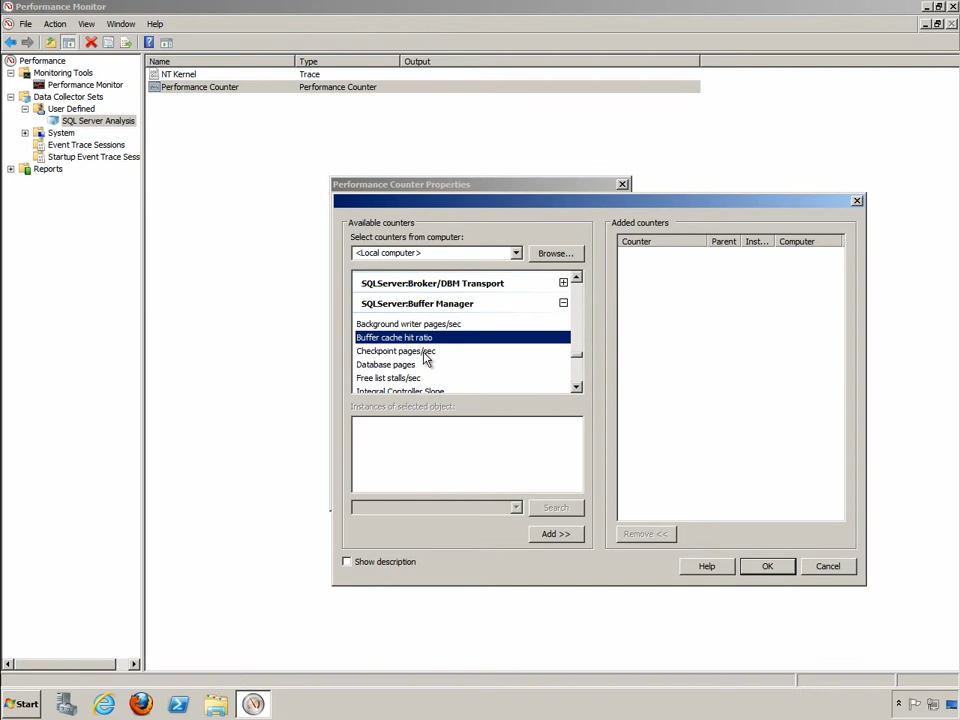 Performance Monitor
File Action View Window Help
Performance
Monitoring Tools
Performance Monitor
Data Collector Sets
User Defined
SQL Server Analysis
System
Event Trace Sessions
Startup Event Trace Sess
Reports
Name Type Output
NT Kernel Trace
Performance Counter Performance Counter
Performance Counter Properties
Available counters
Select counters from computer:
<Local computer>
Browse...
SQLServer:Broker/DBM Transport
SQLServer:Buffer Manager
Background writer pages/sec
Buffer cache hit ratio
Checkpoint pages/sec
Database pages
Free list stalls/sec
Integral Controller Slope
Instances of selected object:
Search
Add >>
Show description
Added counters
Counter Parent Inst... Computer
Remove <<
Help OK Cancel
Start